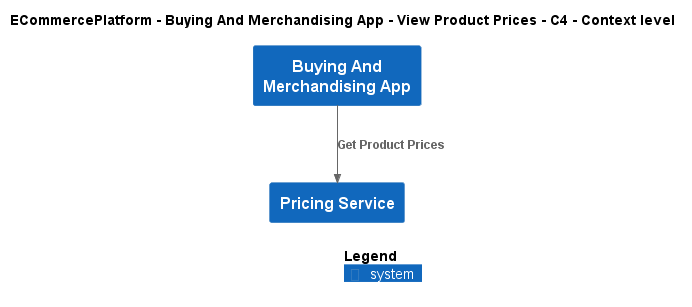 ECommercePlatform - Buying And Merchandising App - View Product Prices - C4 - Context level
Buying And
Merchandising App
Get Product Prices
Pricing Service
Legend
system